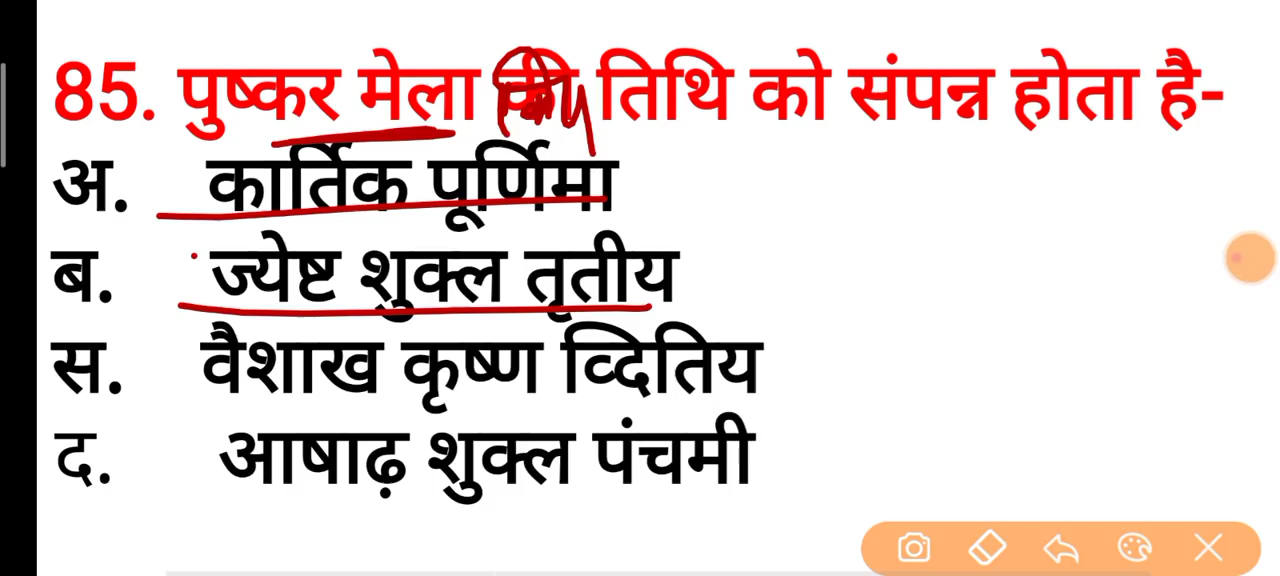 85. पुष्कर मेला की तिथि को संपन्न होता है-
अ. कार्तिक पूर्णिमा
ब. ज्येष्ट शुक्ल तृतीय
स. वैशाख कृष्ण व्दितिय
द. आषाढ़ शुक्ल पंचमी